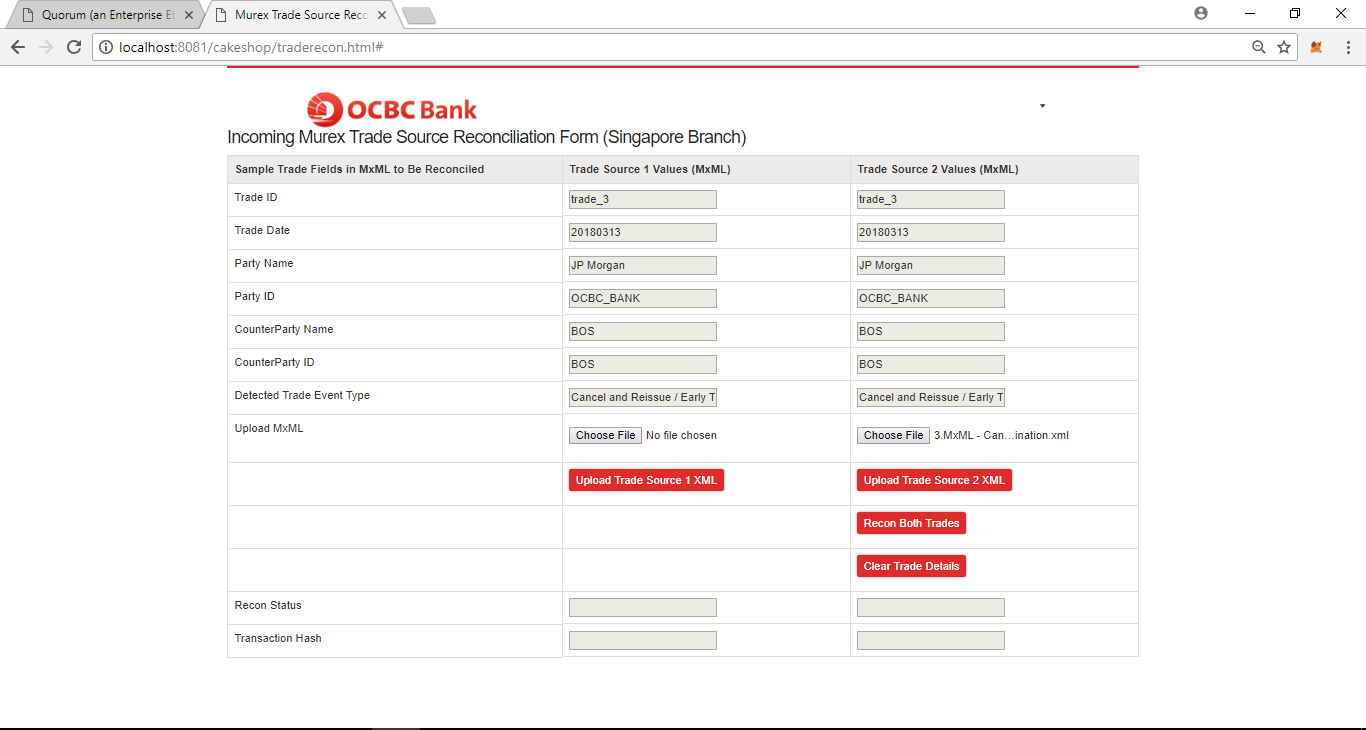 Quorum (an Enterprise Et
Murex Trade Source Reco
localhost:8081/cakeshop/traderecon.html#
OCBC Bank
Incoming Murex Trade Source Reconciliation Form (Singapore Branch)
Sample Trade Fields in MxML to Be Reconciled Trade Source 1 Values (MxML) Trade Source 2 Values (MxML)
Trade ID trade_3 trade_3
Trade Date 20180313 20180313
Party Name JP Morgan JP Morgan
Party ID OCBC_BANK OCBC_BANK
CounterParty Name BOS BOS
CounterParty ID BOS BOS
Detected Trade Event Type Cancel and Reissue / Early T Cancel and Reissue / Early T
Upload MxML Choose File No file chosen Choose File 3.MxML - Can...ination.xml
Upload Trade Source 1 XML Upload Trade Source 2 XML
Recon Both Trades
Clear Trade Details
Recon Status
Transaction Hash